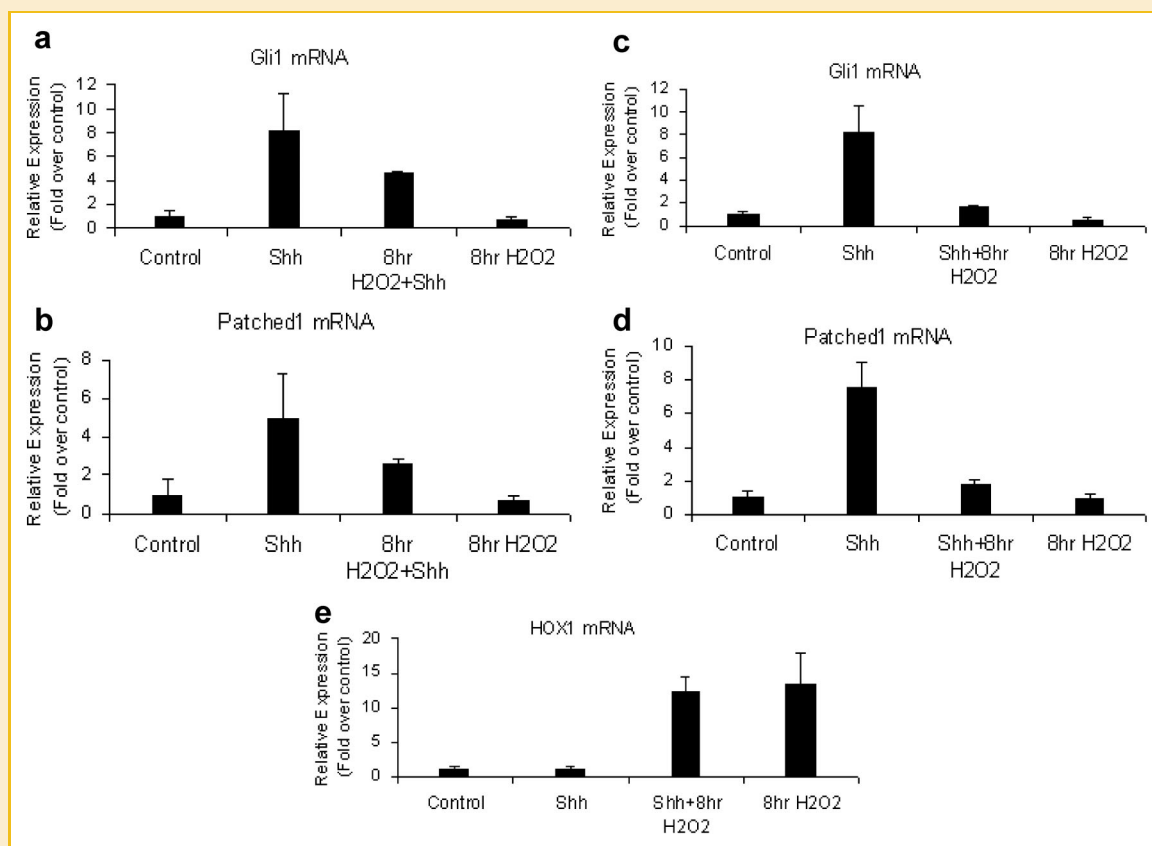 a
Gli1 mRNA
Relative Expression
(Fold over control)
12
10
8
6
4
2
0
Control
Shh
8hr
H2O2+Shh
8hr H2O2
b
Patched1 mRNA
Relative Expression
(Fold over control)
8
6
4
2
0
Control
Shh
8hr
H2O2+Shh
8hr H2O2
c
Gli1 mRNA
Relative Expression
(Fold over control)
12
10
8
6
4
2
0
Control
Shh
Shh+8hr
H2O2
8hr H2O2
d
Patched1 mRNA
Relative Expression
(Fold over control)
10
8
6
4
2
0
Control
Shh
Shh+8hr
H2O2
8hr H2O2
e
HOX1 mRNA
Relative Expression
(Fold over control)
20
15
10
5
0
Control
Shh
Shh+8hr
H2O2
8hr H2O2